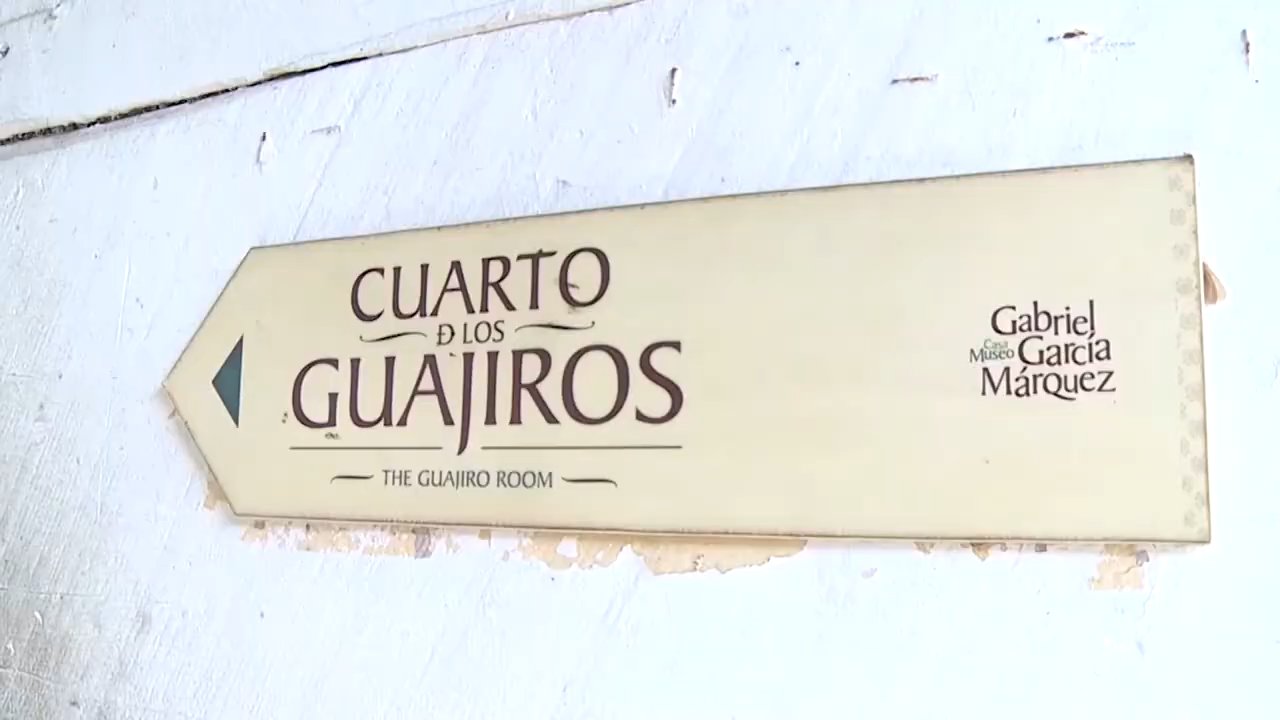 CUARTO
Đ LOS
GUAJIROS
THE GUAJIRO ROOM
Gabriel
Casa
Museo García
Márquez